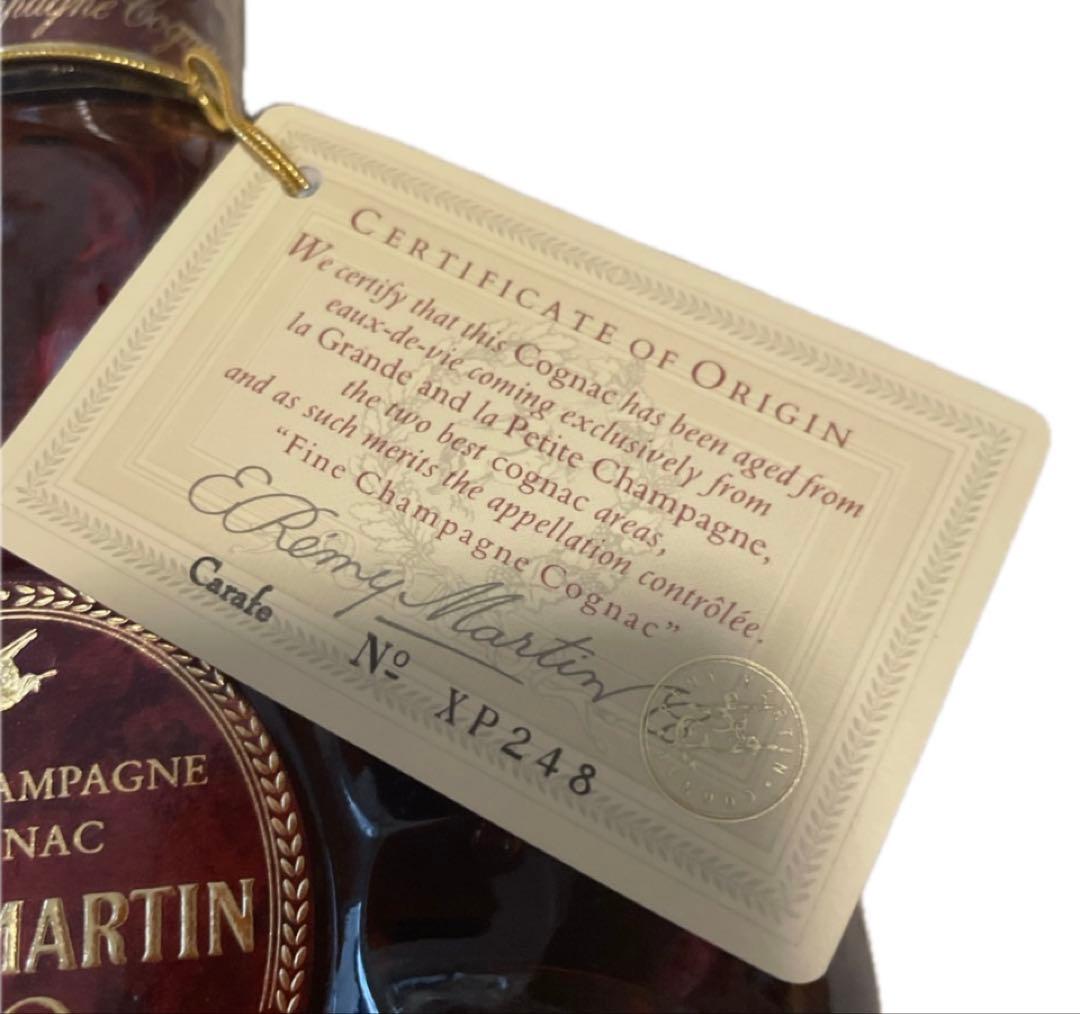 CERTIFICATE OF ORIGIN
We certify that this Cognac has been aged from
eaux-de-vie coming exclusively from
la Grande and la Petite Champagne,
the two best cognac areas,
and as such merits the appellation contrôlée.
“Fine Champagne Cognac”
E Rémy Martin
Carafe
Nº XP248
AMPAGNE
NAC
MARTIN